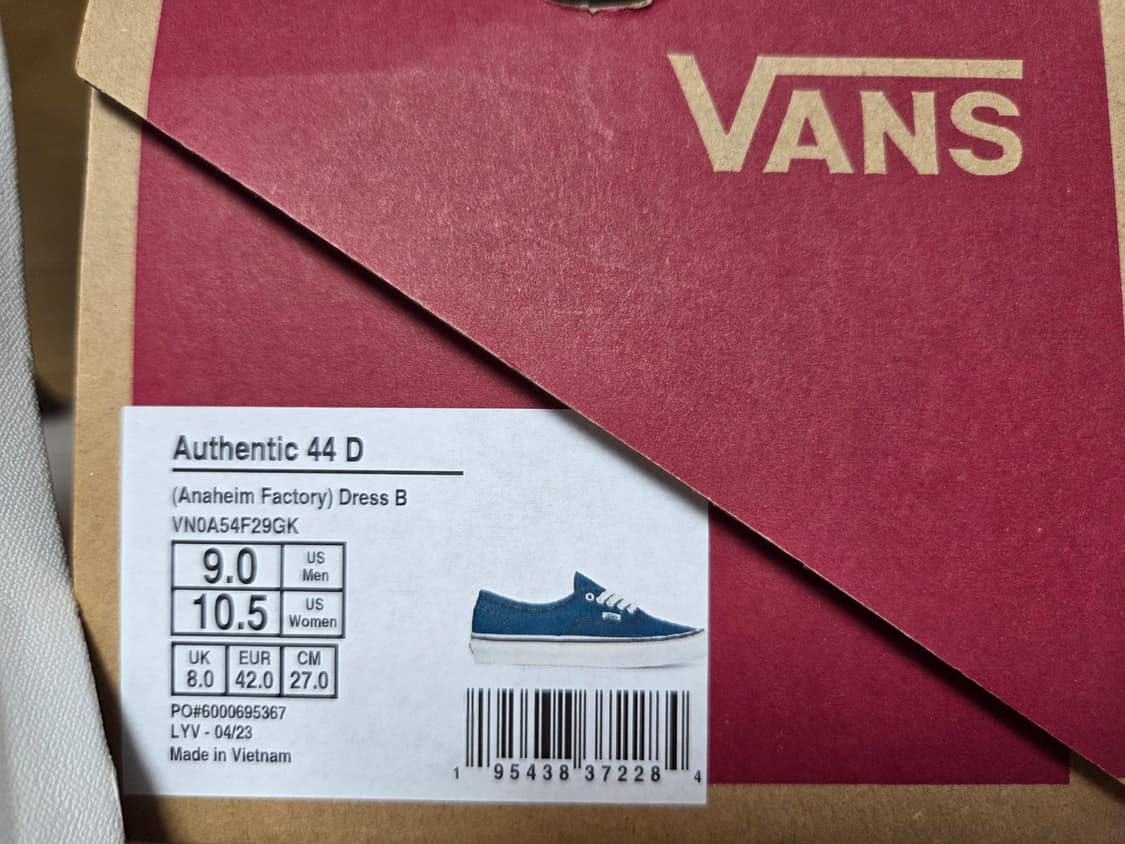 VANS
Authentic 44 D
(Anaheim Factory) Dress B
VN0A54F29GK
9.0 US Men
10.5 US Women
UK EUR CM
8.0 42.0 27.0
PO#6000695367
LYV - 04/23
Made in Vietnam
1 95438 37228 4